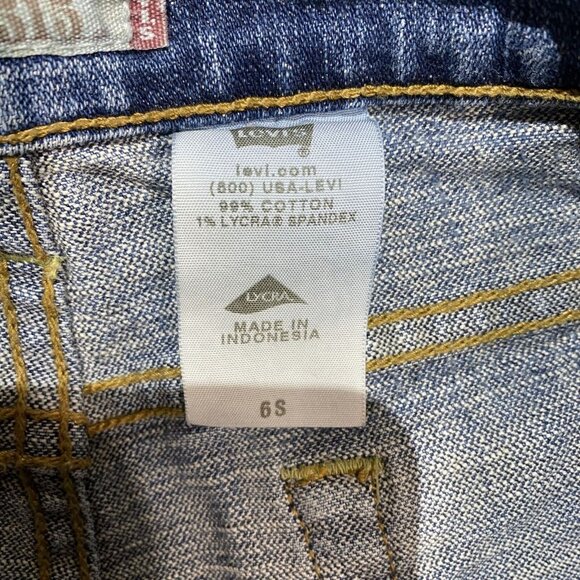 LEVI'S
levi.com
(800) USA-LEVI
99% COTTON
1% LYCRA® SPANDEX
LYCRA
MADE IN
INDONESIA
6S